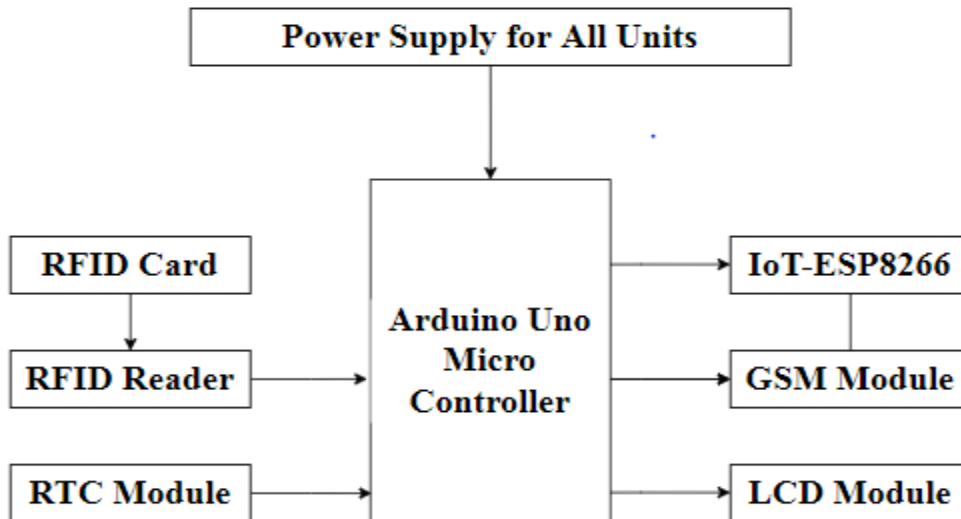 Power Supply for All Units
RFID Card
RFID Reader
RTC Module
Arduino Uno
Micro
Controller
IoT-ESP8266
GSM Module
LCD Module